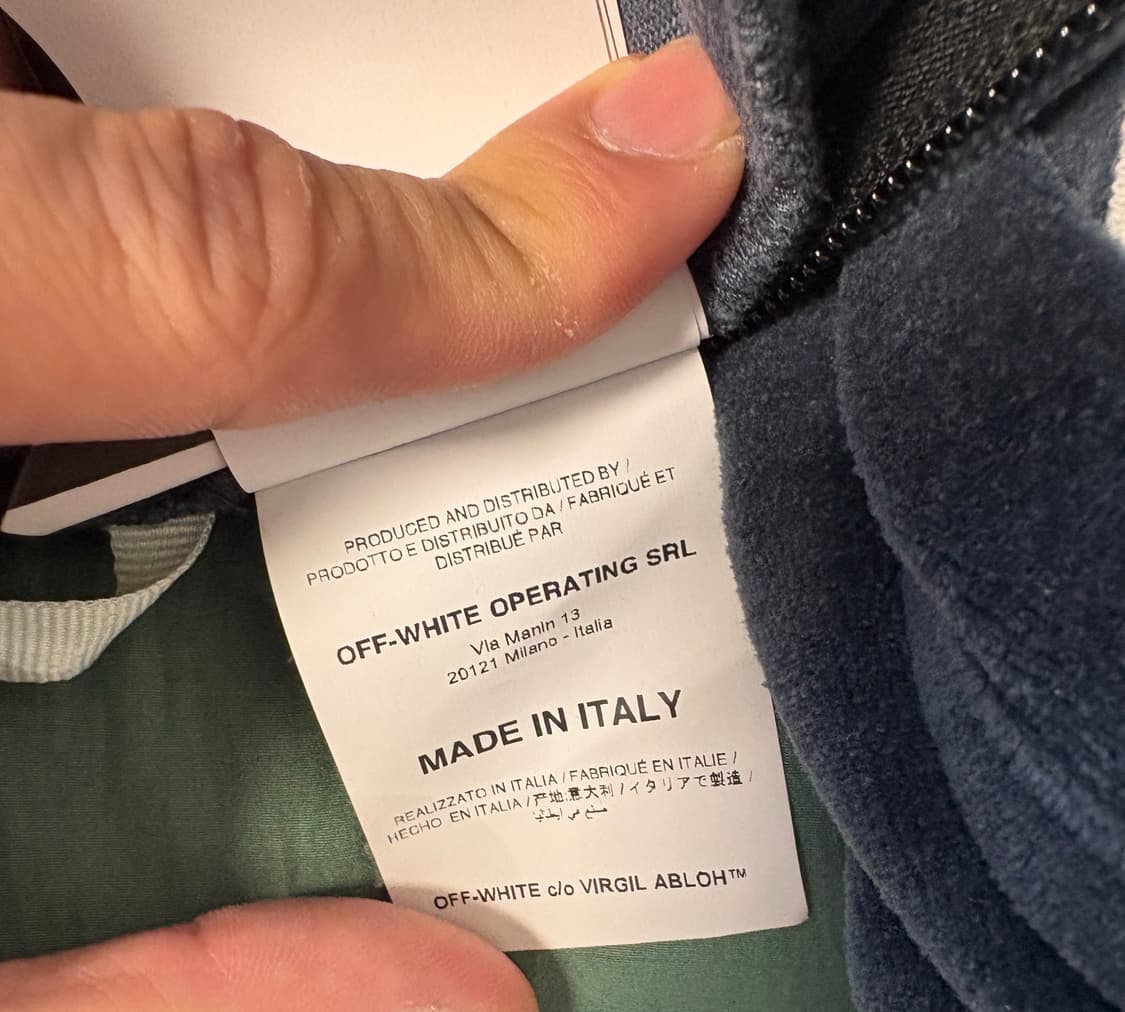 PRODUCED AND DISTRIBUTED BY /
PRODOTTO E DISTRIBUITO DA / FABRIQUÉ ET
DISTRIBUÉ PAR
OFF-WHITE OPERATING SRL
Via Manin 13
20121 Milano - Italia
MADE IN ITALY
REALIZZATO IN ITALIA / FABRIQUÉ EN ITALIE /
HECHO EN ITALIA / 产地:意大利 / イタリアで製造 /
OFF-WHITE c/o VIRGIL ABLOH™